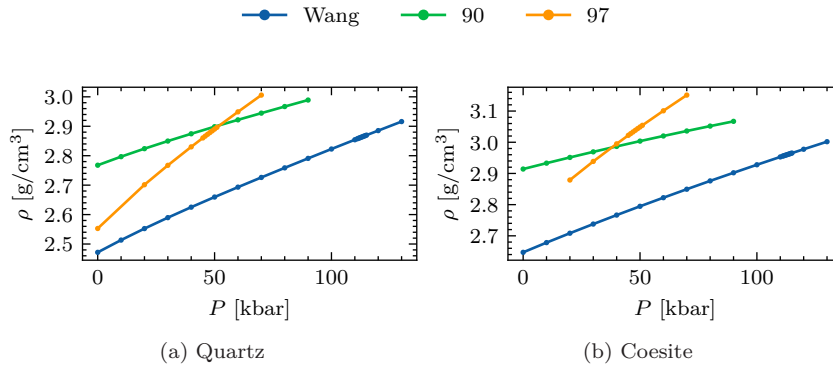 Wang 90 97
3.0
2.9
2.8
2.7
2.6
2.5
ρ [g/cm³]
0 50 100
P [kbar]
(a) Quartz
3.1
3.0
2.9
2.8
2.7
ρ [g/cm³]
0 50 100
P [kbar]
(b) Coesite